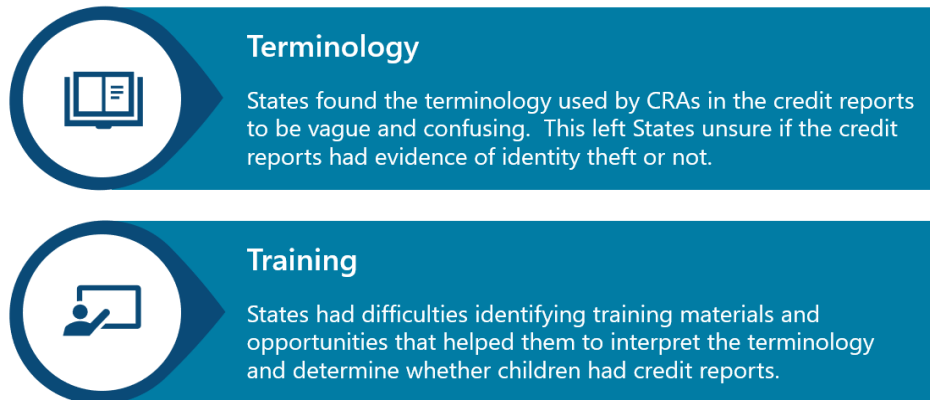 Terminology
States found the terminology used by CRAs in the credit reports
to be vague and confusing.  This left States unsure if the credit
reports had evidence of identity theft or not.
Training
States had difficulties identifying training materials and
opportunities that helped them to interpret the terminology
and determine whether children had credit reports.